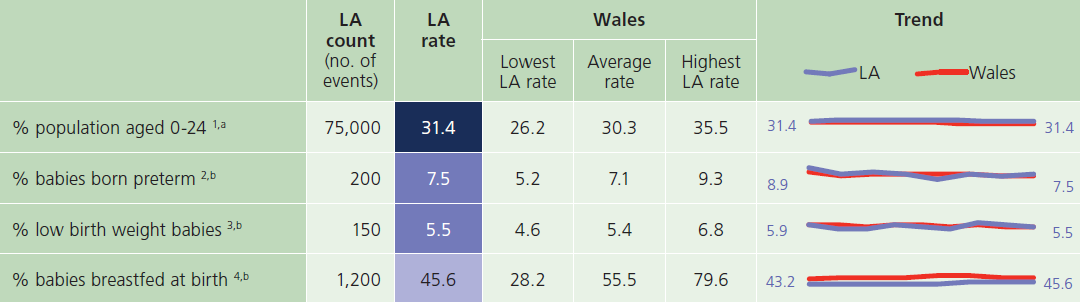 LA count (no. of events)
LA rate
Wales
Trend
Lowest LA rate
Average rate
Highest LA rate
LA
Wales
% population aged 0-24 1,a 75,000 31.4 26.2 30.3 35.5 31.4 31.4
% babies born preterm 2,b 200 7.5 5.2 7.1 9.3 8.9 7.5
% low birth weight babies 3,b 150 5.5 4.6 5.4 6.8 5.9 5.5
% babies breastfed at birth 4,b 1,200 45.6 28.2 55.5 79.6 43.2 45.6